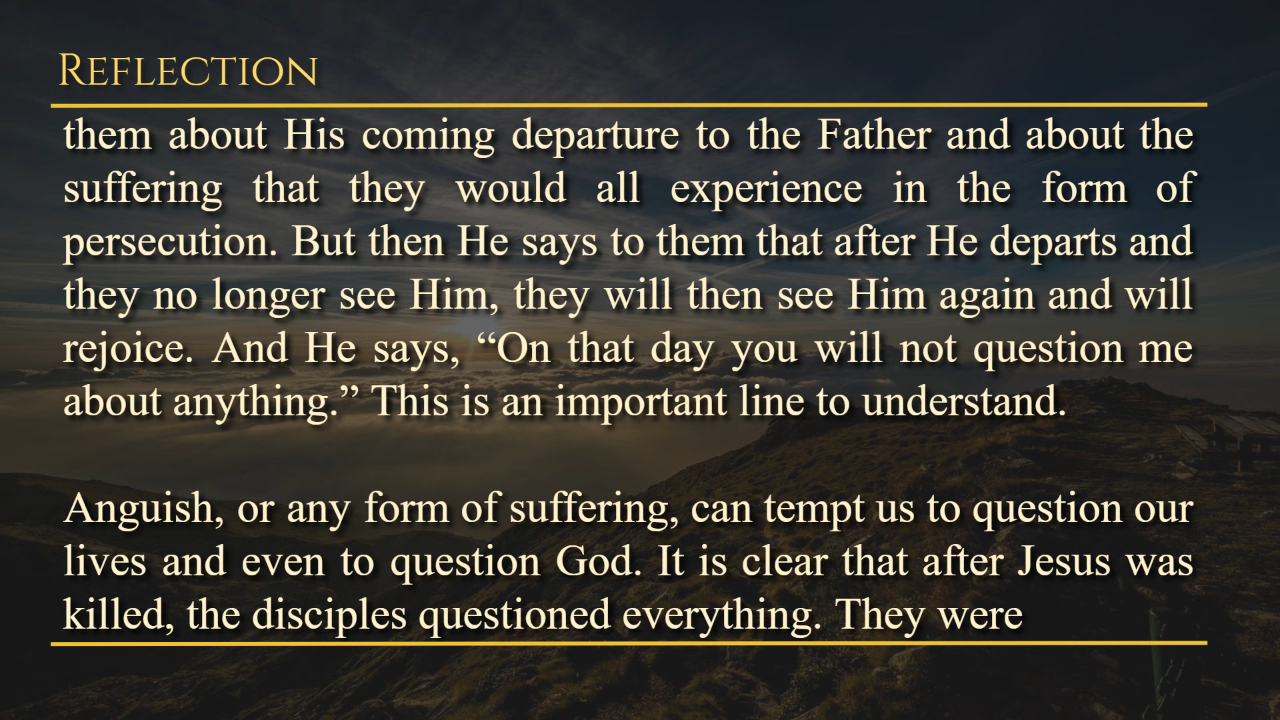 Reflection
them about His coming departure to the Father and about the
suffering that they would all experience in the form of
persecution. But then He says to them that after He departs and
they no longer see Him, they will then see Him again and will
rejoice. And He says, “On that day you will not question me
about anything.” This is an important line to understand.
Anguish, or any form of suffering, can tempt us to question our
lives and even to question God. It is clear that after Jesus was
killed, the disciples questioned everything. They were